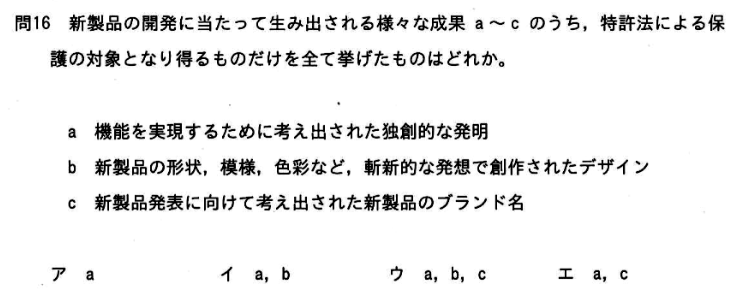 問16 新製品の開発に当たって生み出される様々な成果 a～c のうち，特許法による保
護の対象となり得るものだけを全て挙げたものはどれか。
a 機能を実現するために考え出された独創的な発明
b 新製品の形状，模様，色彩など，斬新的な発想で創作されたデザイン
c 新製品発表に向けて考え出された新製品のブランド名
ア a イ a, b ウ a, b, c エ a, c